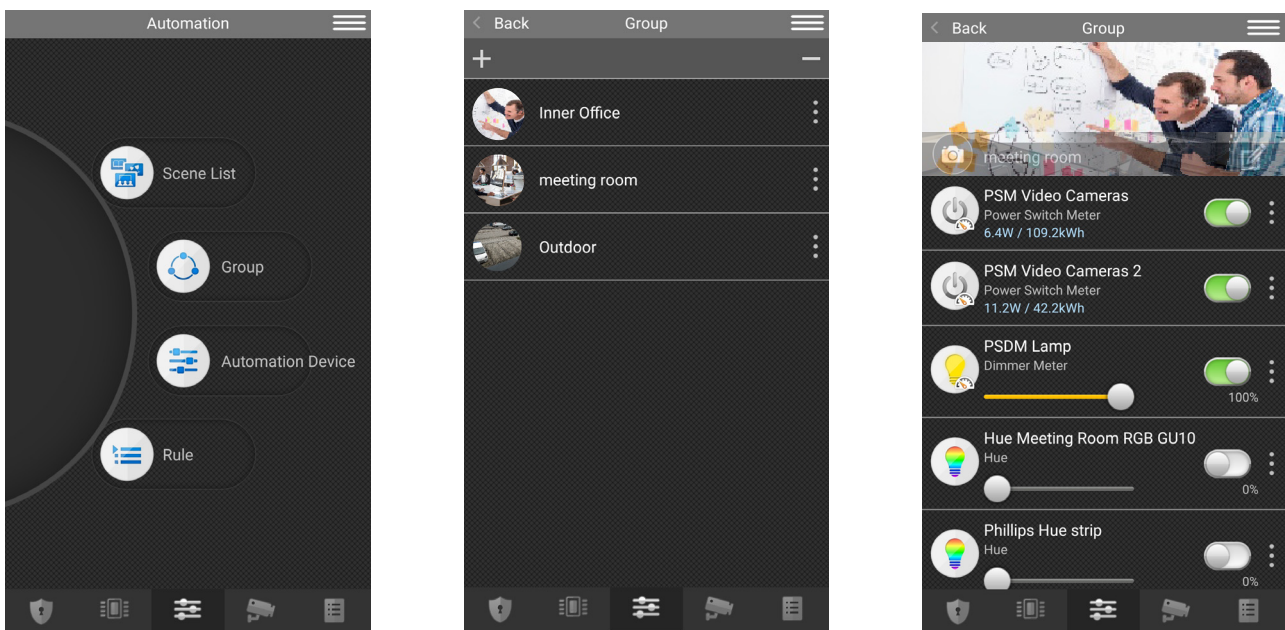 Automation
Scene List
Group
Automation Device
Rule
Back
Group
Inner Office
meeting room
Outdoor
Back
Group
meeting room
PSM Video Cameras
Power Switch Meter
6.4W / 109.2kWh
PSM Video Cameras 2
Power Switch Meter
11.2W / 42.2kWh
PSDM Lamp
Dimmer Meter
100%
Hue Meeting Room RGB GU10
Hue
0%
Phillips Hue strip
Hue
0%